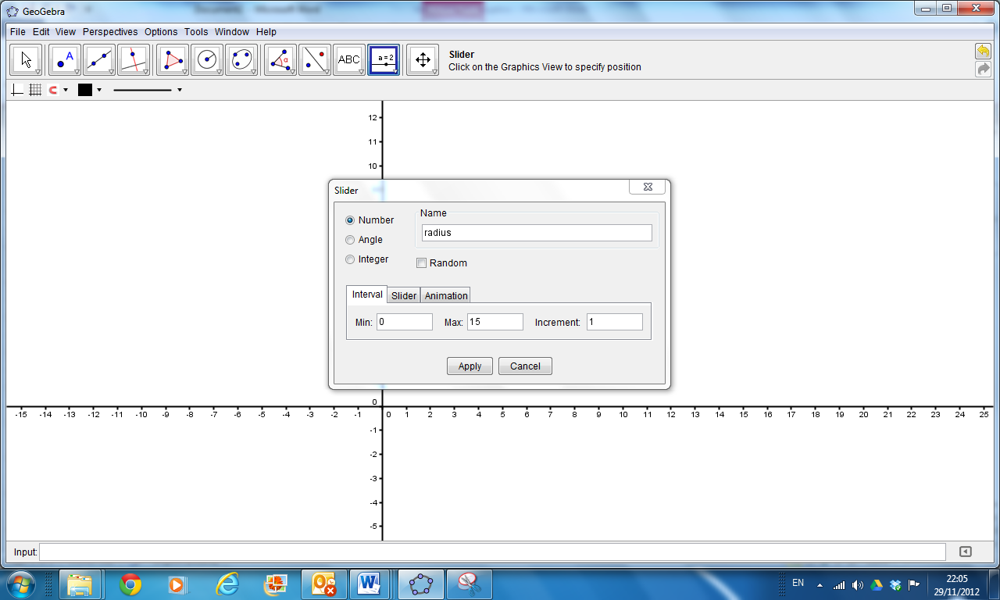 GeoGebra
File Edit View Perspectives Options Tools Window Help
A
α
ABC
a = 2
Slider
Click on the Graphics View to specify position
12
11
10
Slider
Number
Angle
Integer
Name
radius
Random
Interval Slider Animation
Min: 0 Max: 15 Increment: 1
Apply Cancel
0
-15 -14 -13 -12 -11 -10 -9 -8 -7 -6 -5 -4 -3 -2 -1 0 1 2 3 4 5 6 7 8 9 10 11 12 13 14 15 16 17 18 19 20 21 22 23 24 25
-1
-2
-3
-4
-5
Input:
EN
22:05
29/11/2012